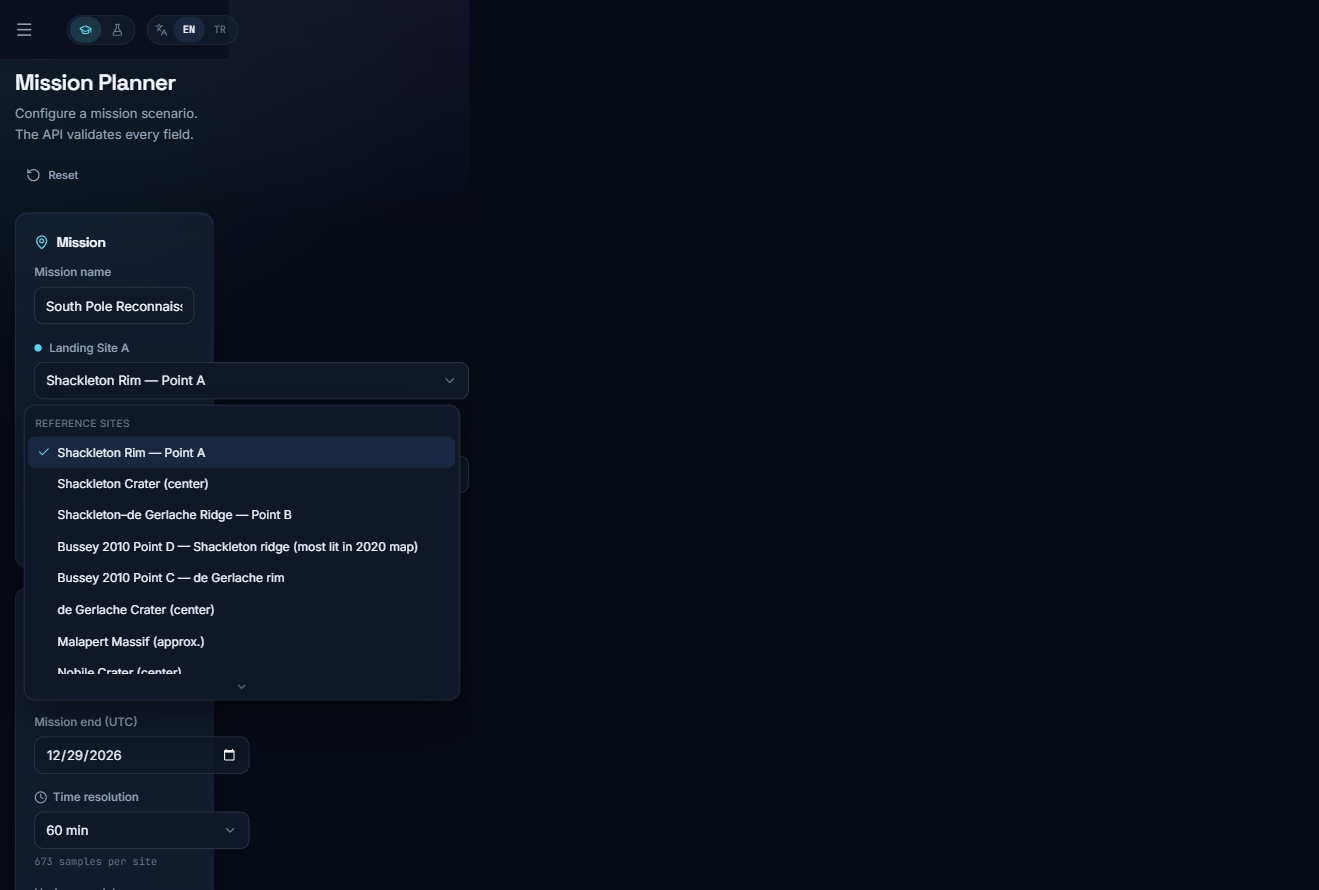 EN TR
Mission Planner
Configure a mission scenario.
The API validates every field.
Reset
Mission
Mission name
South Pole Reconnais
Landing Site A
Shackleton Rim — Point A
REFERENCE SITES
Shackleton Rim — Point A
Shackleton Crater (center)
Shackleton–de Gerlache Ridge — Point B
Bussey 2010 Point D — Shackleton ridge (most lit in 2020 map)
Bussey 2010 Point C — de Gerlache rim
de Gerlache Crater (center)
Malapert Massif (approx.)
Nobile Crater (center)
Mission end (UTC)
12/29/2026
Time resolution
60 min
673 samples per site